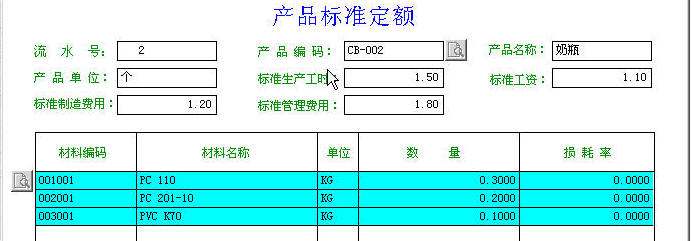 产品标准定额
流 水 号： 2 产 品 编 码： CB-002 产品名称： 奶瓶
产 品 单 位： 个 标准生产工时 1.50 标准工资： 1.10
标准制造费用： 1.20 标准管理费用： 1.80
材料编码 材料名称 单位 数 量 损 耗 率
001001 PC 110 KG 0.3000 0.0000
002001 PC 201-10 KG 0.2000 0.0000
003001 PVC K70 KG 0.1000 0.0000